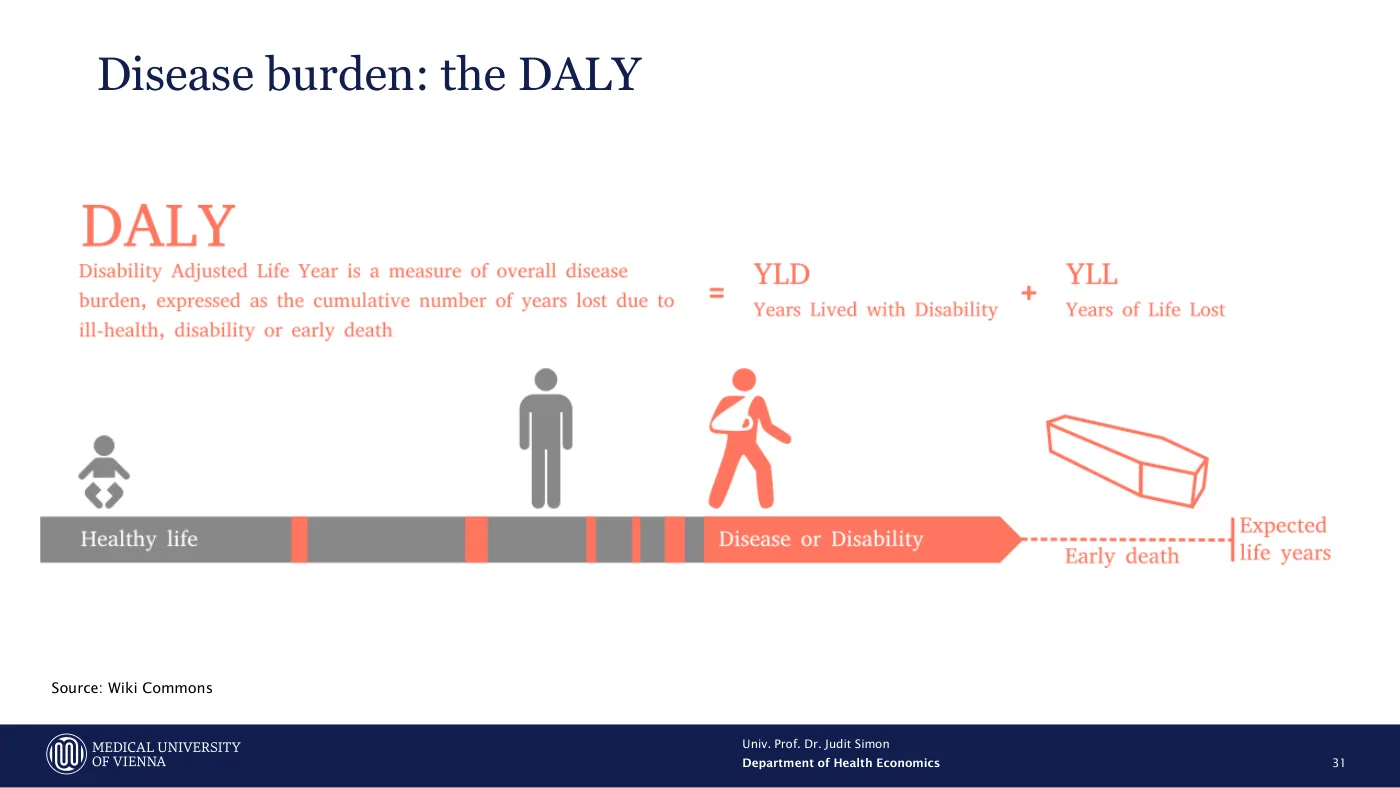 Disease burden: the DALY
DALY
Disability Adjusted Life Year is a measure of overall disease
burden, expressed as the cumulative number of years lost due to
ill-health, disability or early death
=
YLD
Years Lived with Disability
+
YLL
Years of Life Lost
Healthy life
Disease or Disability
Early death
Expected
life years
Source: Wiki Commons
MEDICAL UNIVERSITY
OF VIENNA
Univ. Prof. Dr. Judit Simon
Department of Health Economics
31